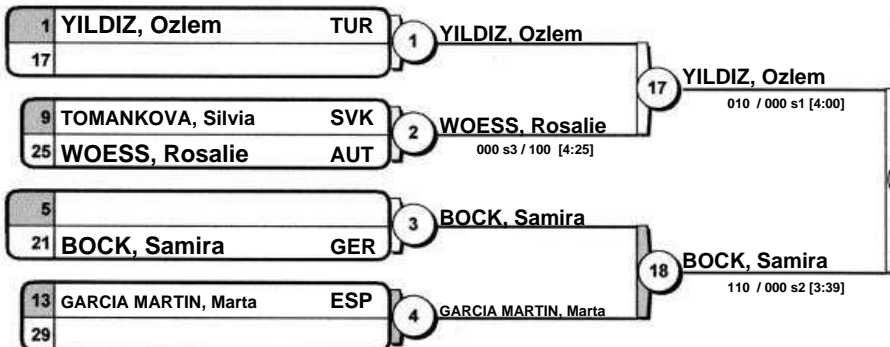 1 YILDIZ, Ozlem TUR
17
1
YILDIZ, Ozlem
9 TOMANKOVA, Silvia SVK
25 WOESS, Rosalie AUT
2
WOESS, Rosalie
000 s3 / 100 [4:25]
17
YILDIZ, Ozlem
010 / 000 s1 [4:00]
5
21 BOCK, Samira GER
3
BOCK, Samira
13 GARCIA MARTIN, Marta ESP
29
4
GARCIA MARTIN, Marta
18
BOCK, Samira
110 / 000 s2 [3:39]